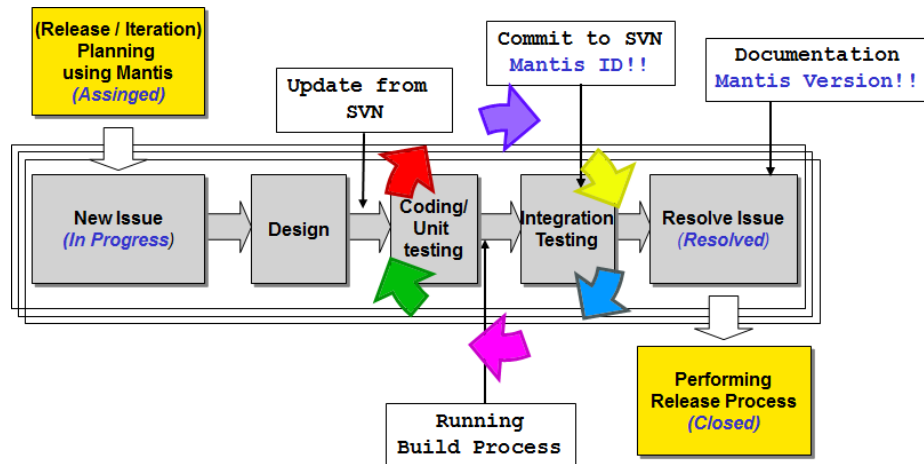 (Release / Iteration)
Planning
using Mantis
(Assinged)
Update from
SVN
Commit to SVN
Mantis ID!!
Documentation
Mantis Version!!
New Issue
(In Progress)
Design
Coding/
Unit
testing
Integration
Testing
Resolve Issue
(Resolved)
Running
Build Process
Performing
Release Process
(Closed)